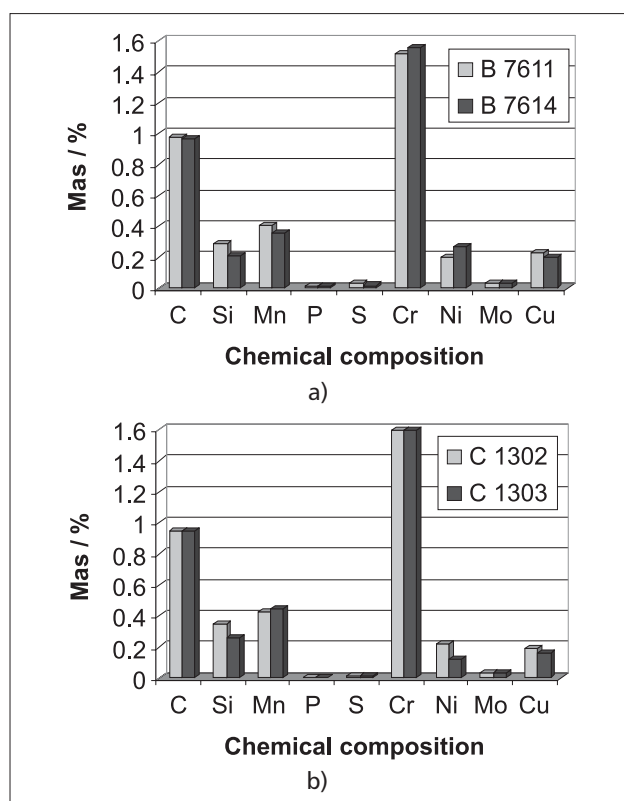 1.6
1.4
1.2
1
0.8
0.6
0.4
0.2
0
Mas / %
B 7611
B 7614
C Si Mn P S Cr Ni Mo Cu
Chemical composition
a)
1.6
1.4
1.2
1
0.8
0.6
0.4
0.2
0
Mas / %
C 1302
C 1303
C Si Mn P S Cr Ni Mo Cu
Chemical composition
b)